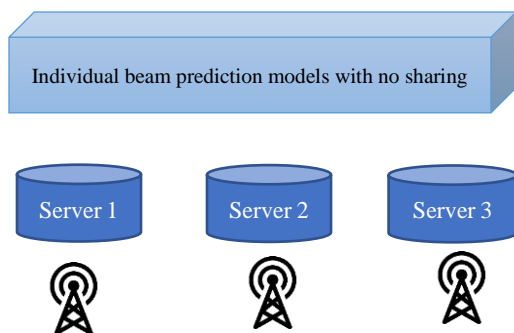 Individual beam prediction models with no sharing
Server 1
Server 2
Server 3